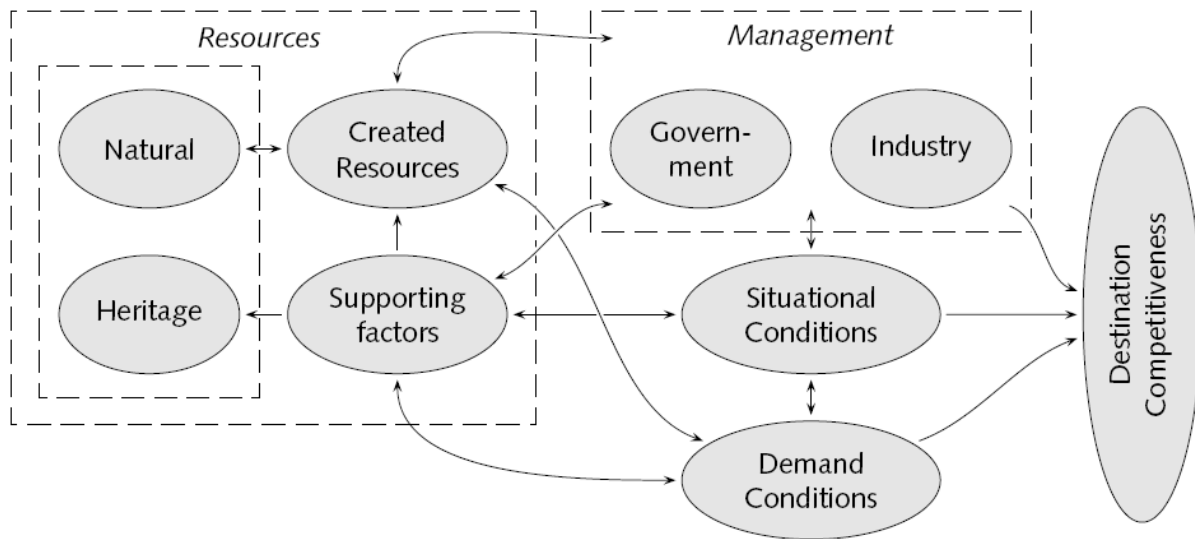 Resources
Management
Natural
Created
Resources
Govern-
ment
Industry
Heritage
Supporting
factors
Situational
Conditions
Demand
Conditions
Destination
Competitiveness